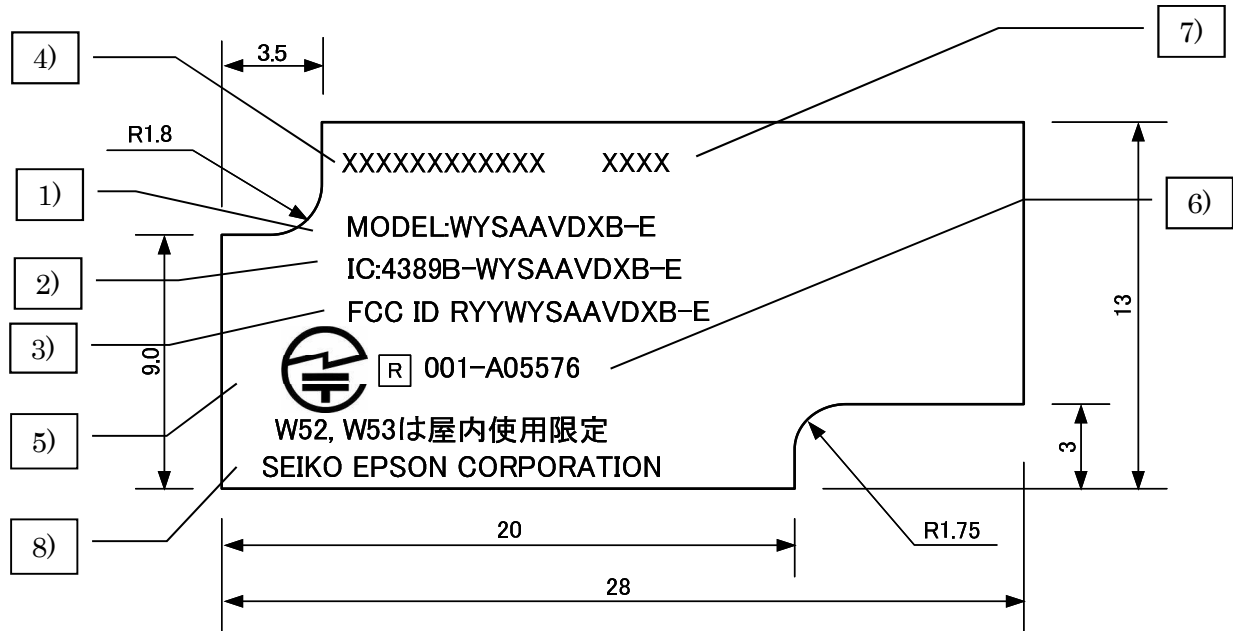 4)
7)
3.5
R1.8
XXXXXXXXXXXX XXXX
1)
6)
MODEL:WYSAAVDXB-E
2)
IC:4389B-WYSAAVDXB-E
3)
FCC ID RYYWYSAAVDXB-E
13
9.0
R 001-A05576
5)
W52, W53は屋内使用限定
3
SEIKO EPSON CORPORATION
8)
20
R1.75
28